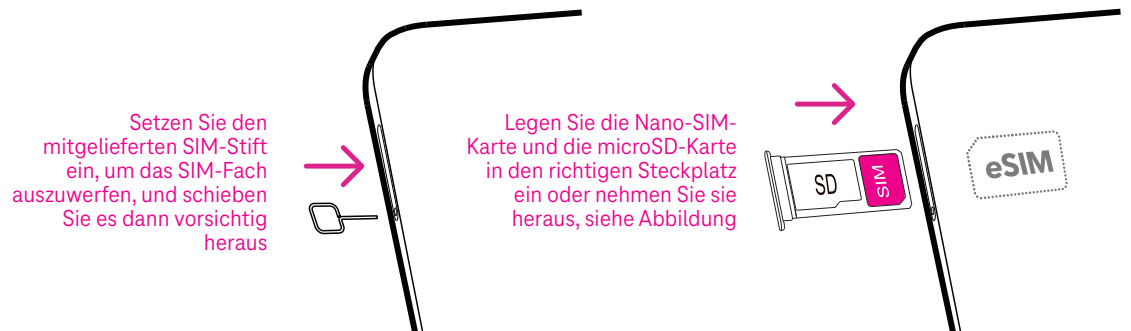 Setzen Sie den
mitgelieferten SIM-Stift
ein, um das SIM-Fach
auszuwerfen, und schieben
Sie es dann vorsichtig
heraus
Legen Sie die Nano-SIM-
Karte und die microSD-Karte
in den richtigen Steckplatz
ein oder nehmen Sie sie
heraus, siehe Abbildung
SD
SIM
eSIM